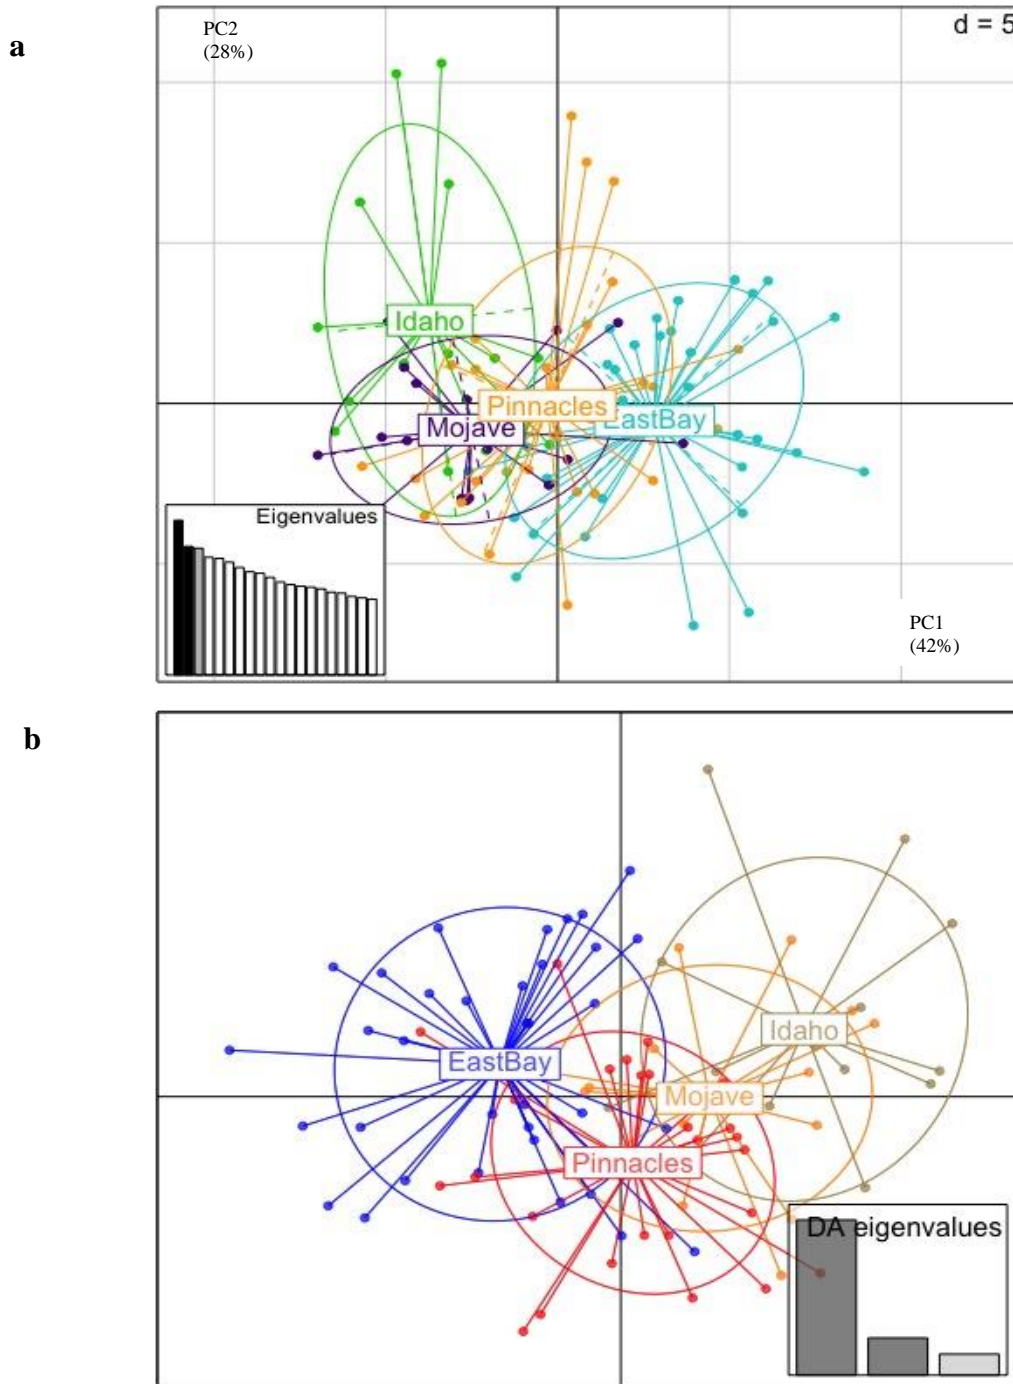 a
PC2
(28%)
d = 5
Idaho
Pinnacles
EastBay
Mojave
Eigenvalues
PC1
(42%)
b
Idaho
EastBay
Mojave
Pinnacles
DA eigenvalues